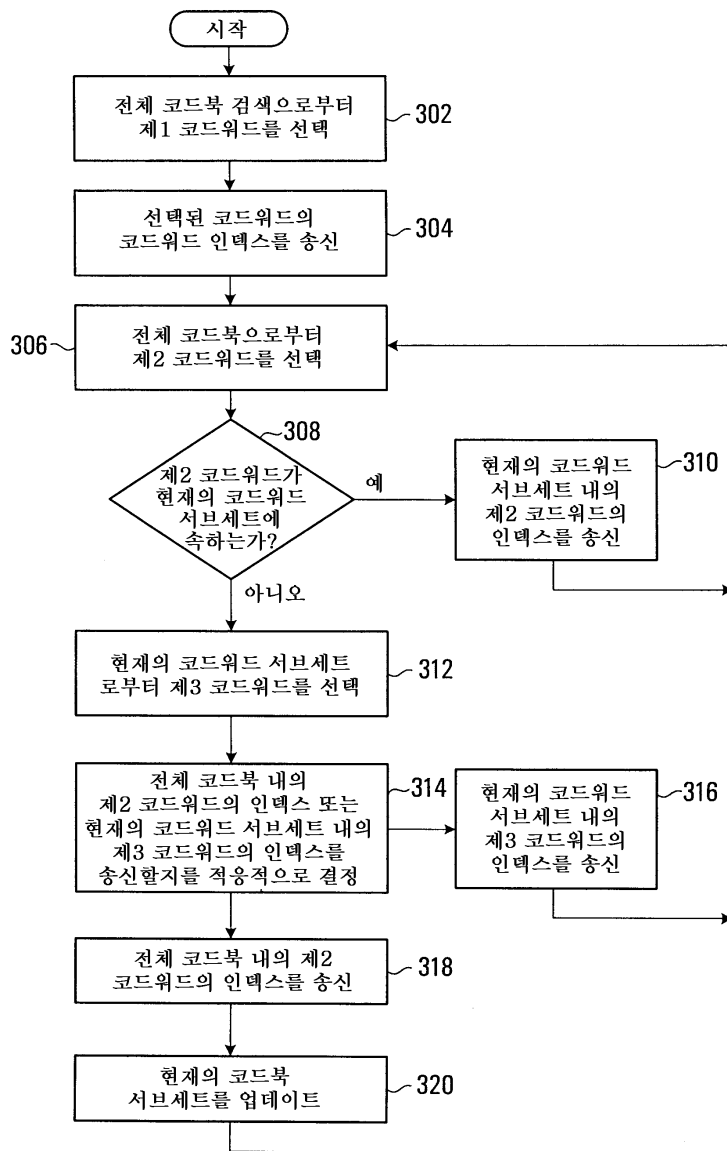 시작
전체 코드북 검색으로부터
제1 코드워드를 선택
302
선택된 코드워드의
코드워드 인덱스를 송신
304
306
전체 코드북으로부터
제2 코드워드를 선택
308
제2 코드워드가
현재의 코드워드
서브세트에
속하는가?
예
현재의 코드워드
서브세트 내의
제2 코드워드의
인덱스를 송신
310
아니오
현재의 코드워드 서브세트
로부터 제3 코드워드를 선택
312
전체 코드북 내의
제2 코드워드의 인덱스 또는
현재의 코드워드 서브세트 내의
제3 코드워드의 인덱스를
송신할지를 적응적으로 결정
314
현재의 코드워드
서브세트 내의
제3 코드워드의
인덱스를 송신
316
전체 코드북 내의 제2
코드워드의 인덱스를 송신
318
현재의 코드북
서브세트를 업데이트
320